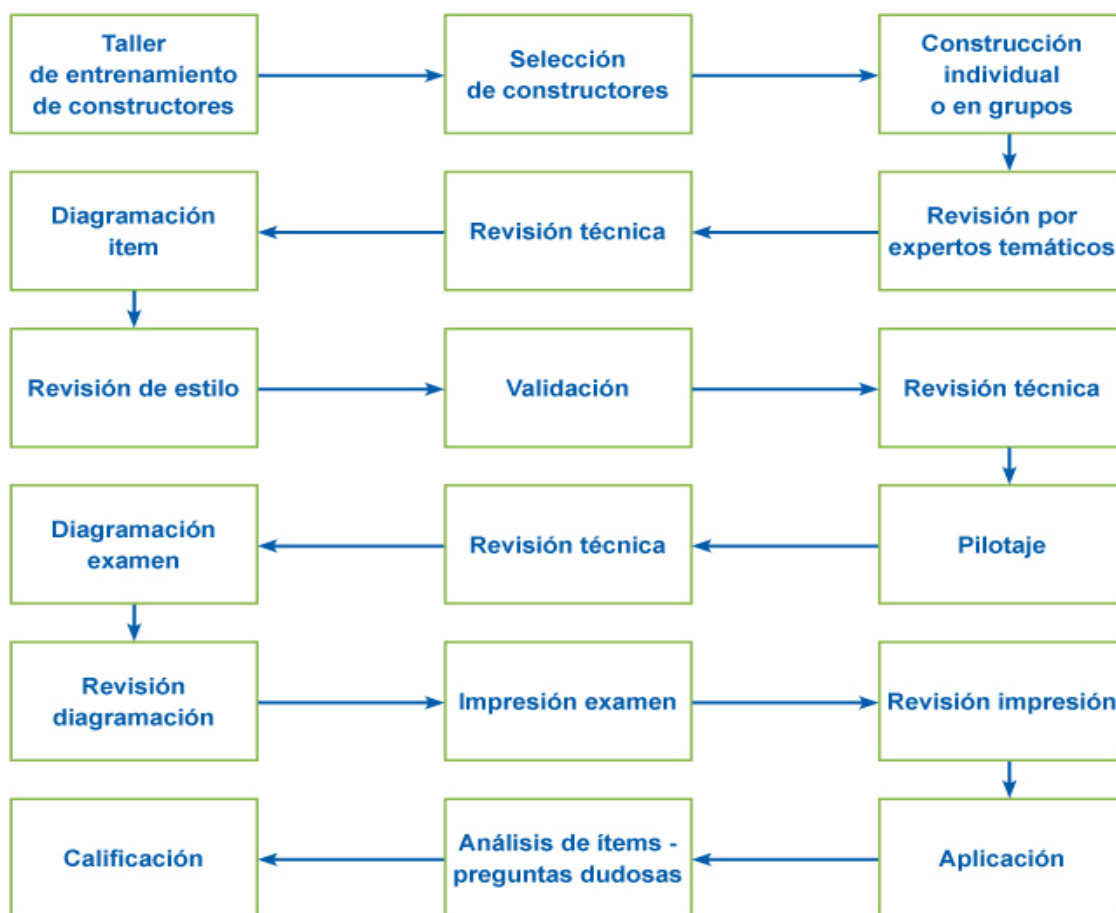 Taller
de entrenamiento
de constructores
Selección
de constructores
Construcción
individual
o en grupos
Diagramación
item
Revisión técnica
Revisión por
expertos temáticos
Revisión de estilo
Validación
Revisión técnica
Diagramación
examen
Revisión técnica
Pilotaje
Revisión
diagramación
Impresión examen
Revisión impresión
Calificación
Análisis de ítems -
preguntas dudosas
Aplicación